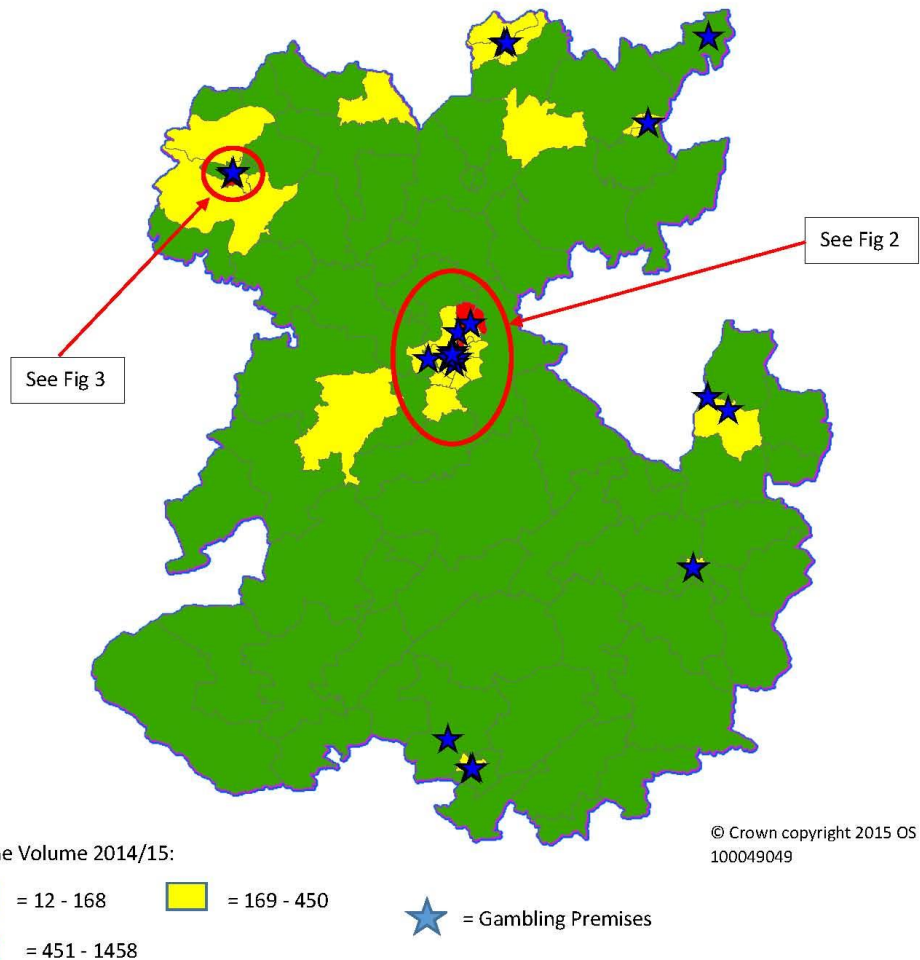 See Fig 2
See Fig 3
© Crown copyright 2015 OS
100049049
e Volume 2014/15:
= 12 - 168
= 169 - 450
= Gambling Premises
= 451 - 1458